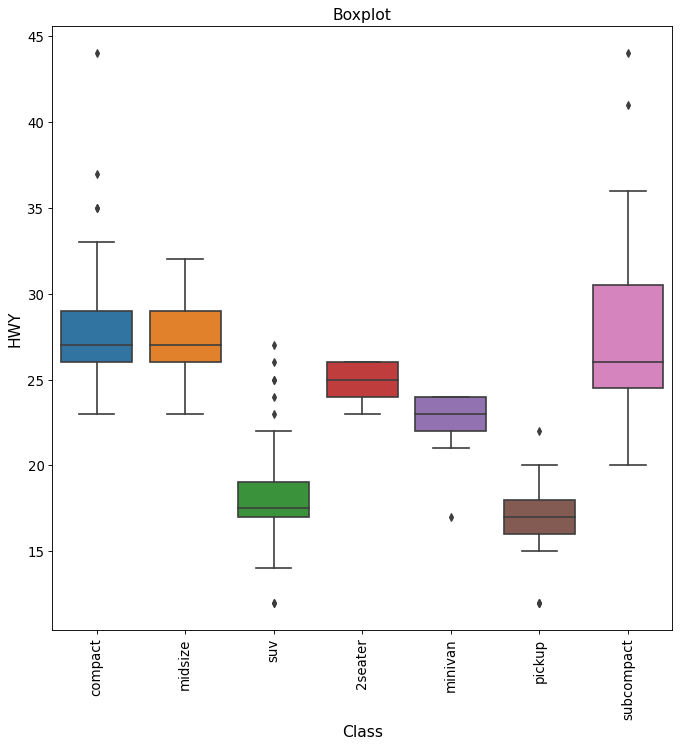 Boxplot
HWY
45
40
35
30
25
20
15
compact
midsize
suv
2seater
minivan
pickup
subcompact
Class